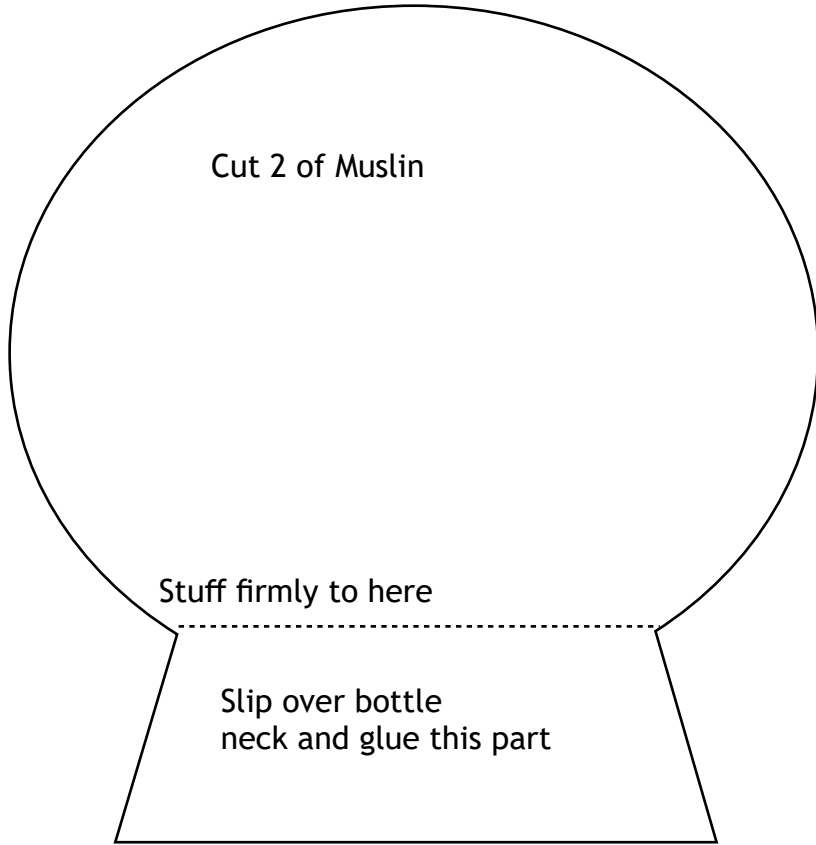 Cut 2 of Muslin
Stuff firmly to here
Slip over bottle
neck and glue this part